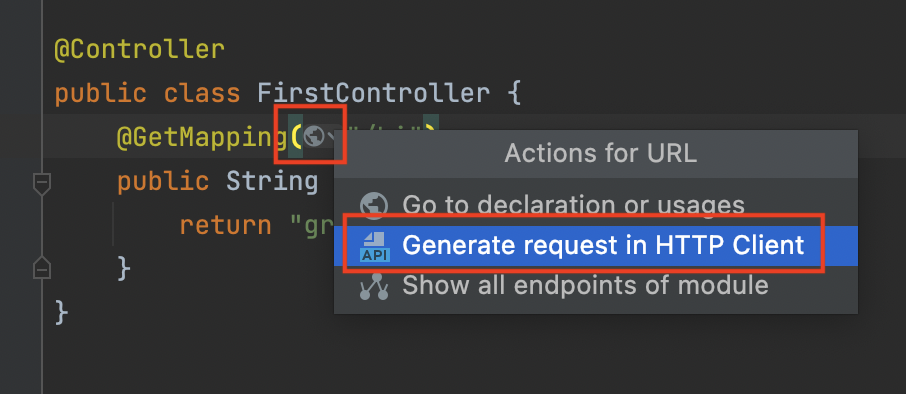 @Controller
public class FirstController {
@GetMapping(
Actions for URL
public String
Go to declaration or usages
return "gr
API
Generate request in HTTP Client
}
Show all endpoints of module
}